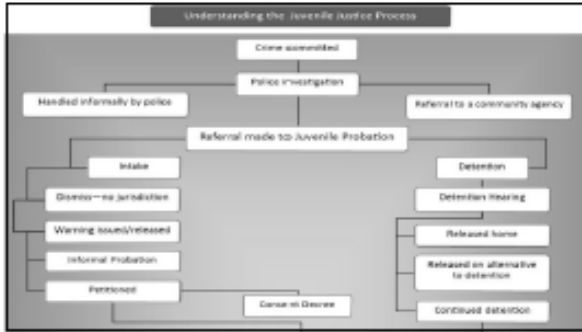 Understanding the Juvenile Justice Process
Crime committed
Police investigation
Handled informally by police
Referral to a community agency
Referral made to Juvenile Probation
Intake
Detention
Dismiss—no jurisdiction
Detention Hearing
Warning issued/released
Released home
Informal Probation
Released on alternative
to detention
Petitioned
Consent Decree
Continued detention